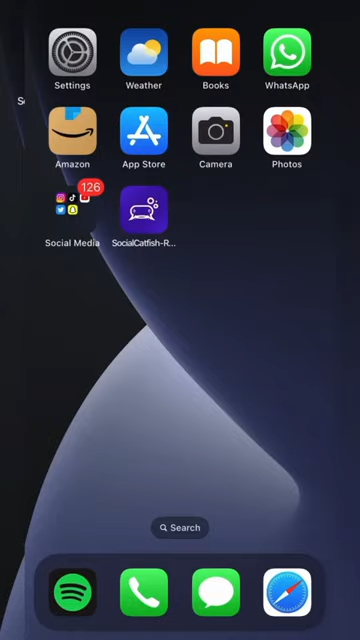 Settings Weather Books WhatsApp
Amazon App Store Camera Photos
126
Social Media SocialCatfish-R...
Search